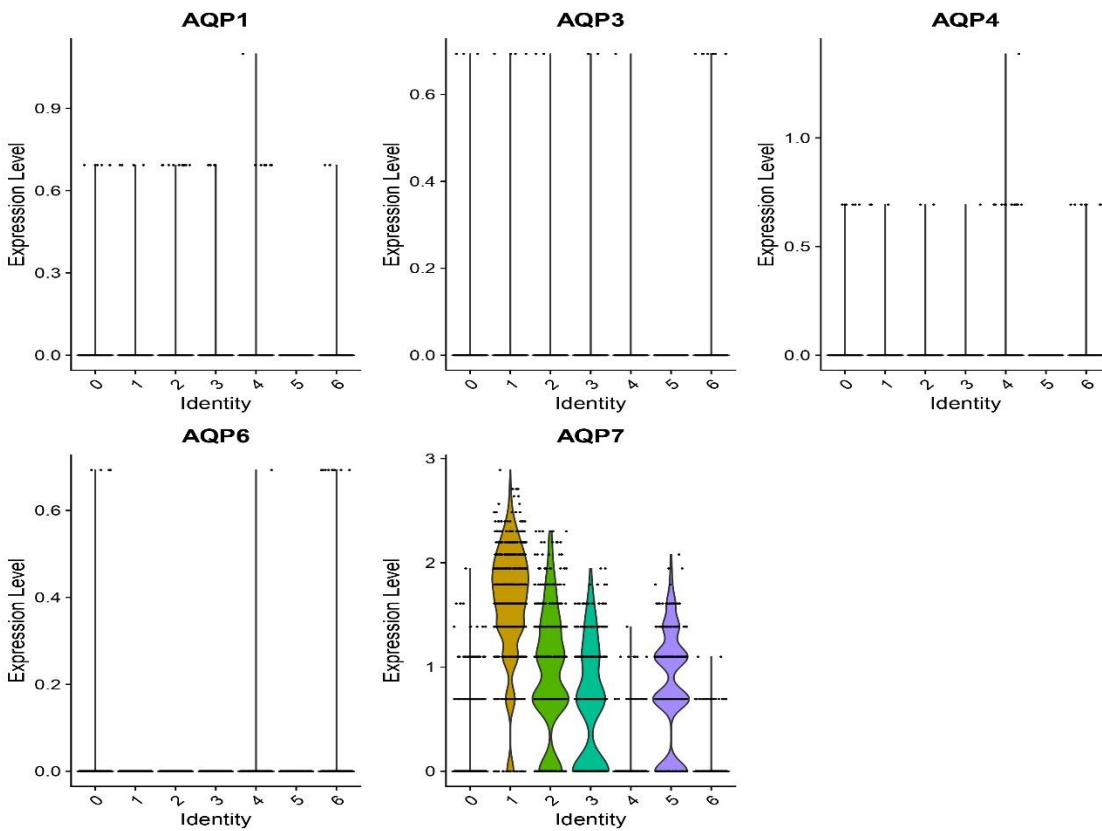 AQP1
Expression Level
0.9
0.6
0.3
0.0
0 1 2 3 4 5 6
Identity
AQP3
Expression Level
0.6
0.4
0.2
0.0
0 1 2 3 4 5 6
Identity
AQP4
Expression Level
1.0
0.5
0.0
0 1 2 3 4 5 6
Identity
AQP6
Expression Level
0.6
0.4
0.2
0.0
0 1 2 3 4 5 6
Identity
AQP7
Expression Level
3
2
1
0
0 1 2 3 4 5 6
Identity